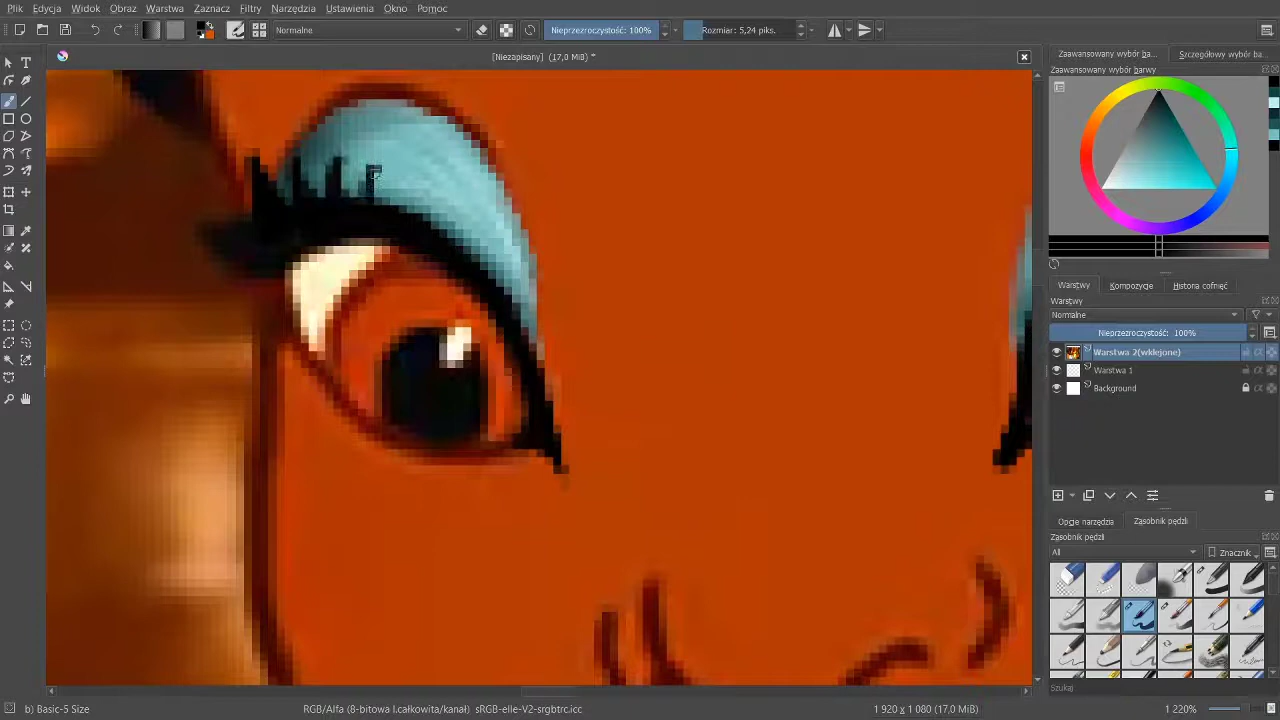 Plik Edycja Widok Obraz Warstwa Zaznacz Filtry Narzędzia Ustawienia Okno Pomoc
Normalne Nieprzezroczystość: 100% Rozmiar: 5,24 piks.
[Niezapisany] (17,0 MiB) *
Zaawansowany wybór ba... Szczegółowy wybór ba...
Zaawansowany wybór barwy
Warstwy Kompozycje Historia cofnięć
Warstwy
Normalne
Nieprzezroczystość: 100%
Warstwa 2(wklejone)
Warstwa 1
Background
Opcje narzędzia Zasobnik pędzli
Zasobnik pędzli
All Znacznik
Szukaj
b) Basic-5 Size RGB/Alfa (8-bitowa l.całkowita/kanał) sRGB-elle-V2-srgbtrc.icc 1 920 x 1 080 (17,0 MiB) 1 220%